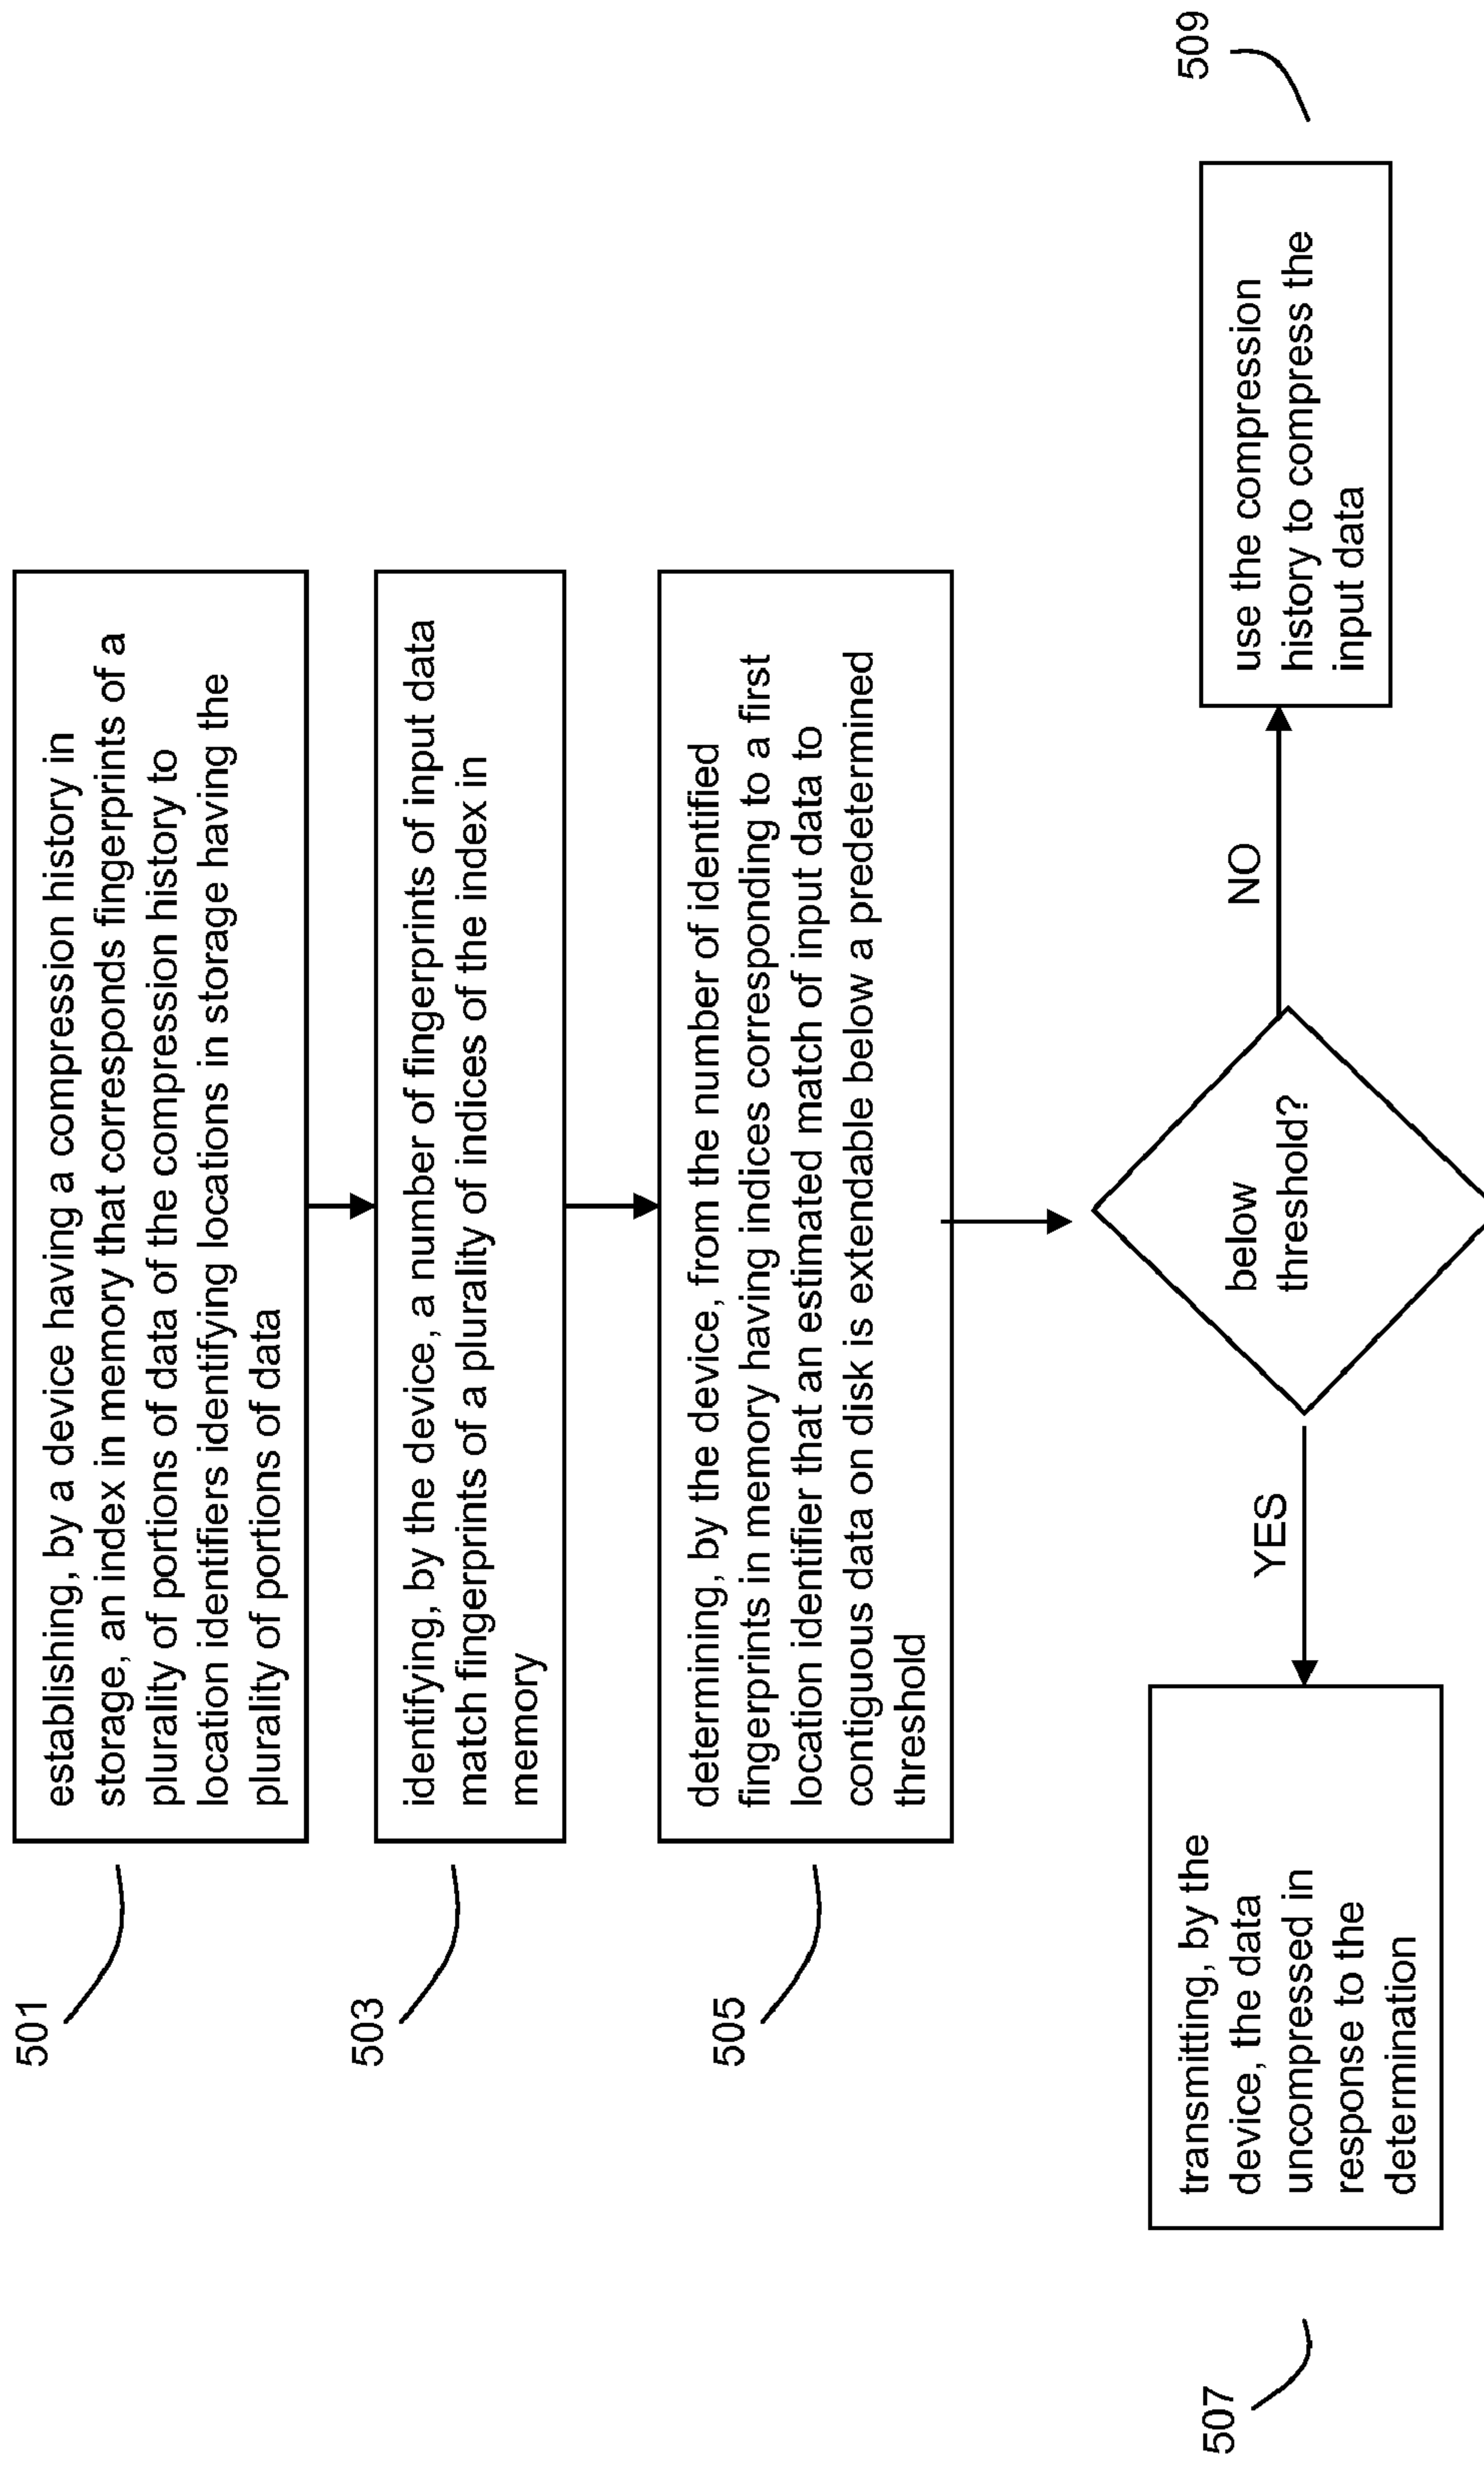 501
establishing, by a device having a compression history in
storage, an index in memory that corresponds fingerprints of a
plurality of portions of data of the compression history to
location identifiers identifying locations in storage having the
plurality of portions of data
503
identifying, by the device, a number of fingerprints of input data
match fingerprints of a plurality of indices of the index in
memory
505
determining, by the device, from the number of identified
fingerprints in memory having indices corresponding to a first
location identifier that an estimated match of input data to
contiguous data on disk is extendable below a predetermined
threshold
below
threshold?
YES
NO
507
transmitting, by the
device, the data
uncompressed in
response to the
determination
509
use the compression
history to compress the
input data